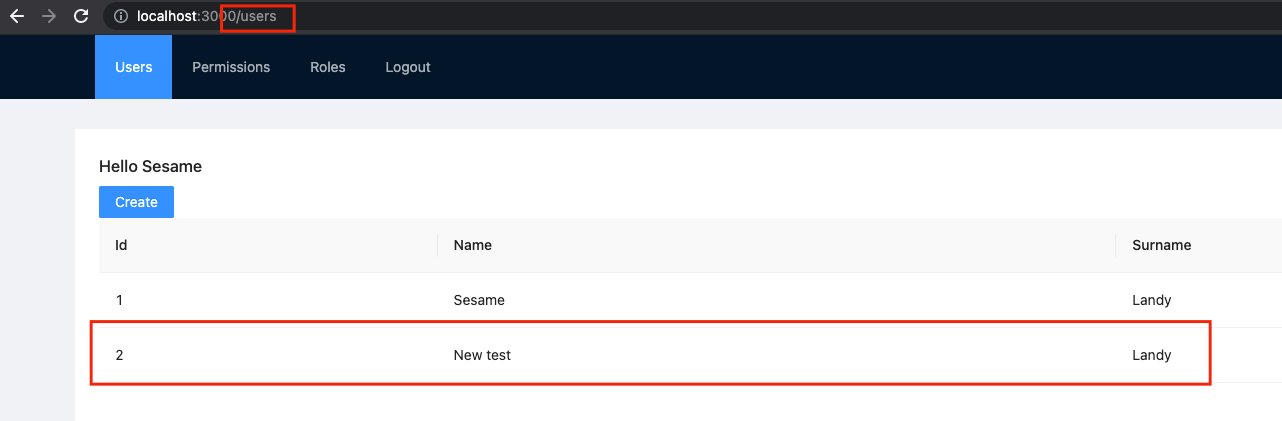 localhost:3000/users
Users Permissions Roles Logout
Hello Sesame
Create
Id Name Surname
1 Sesame Landy
2 New test Landy